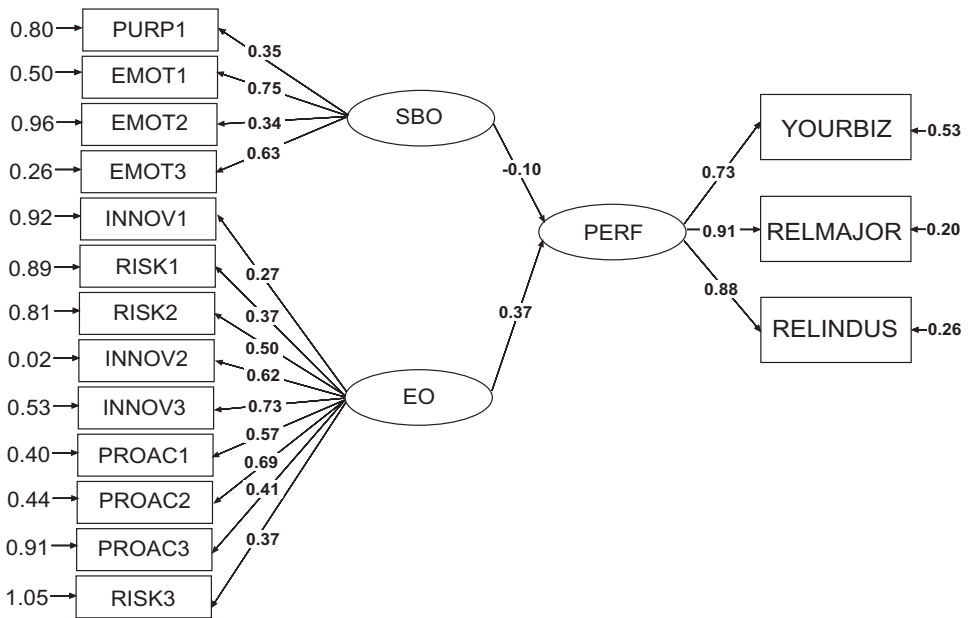 0.80 PURP1
0.35
0.50 EMOT1
0.75
0.96 EMOT2
0.34
0.26 EMOT3
0.63
0.92 INNOV1
0.27
0.89 RISK1
0.37
0.81 RISK2
0.50
0.02 INNOV2
0.62
0.53 INNOV3
0.73
0.40 PROAC1
0.57
0.44 PROAC2
0.69
0.91 PROAC3
0.41
1.05 RISK3
0.37
SBO
-0.10
EO
0.37
PERF
0.73
YOURBIZ 0.53
0.91
RELMAJOR 0.20
0.88
RELINDUS 0.26